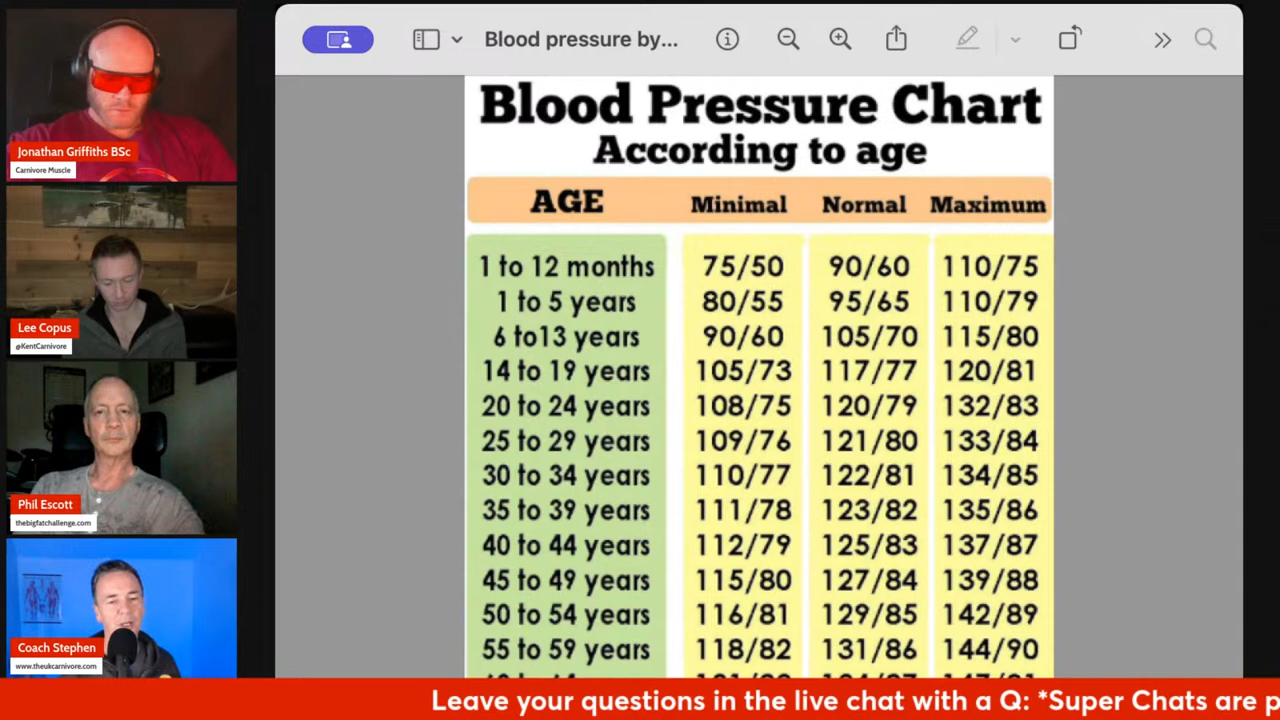 Blood pressure by...
Blood Pressure Chart
According to age
AGE Minimal Normal Maximum
1 to 12 months 75/50 90/60 110/75
1 to 5 years 80/55 95/65 110/79
6 to13 years 90/60 105/70 115/80
14 to 19 years 105/73 117/77 120/81
20 to 24 years 108/75 120/79 132/83
25 to 29 years 109/76 121/80 133/84
30 to 34 years 110/77 122/81 134/85
35 to 39 years 111/78 123/82 135/86
40 to 44 years 112/79 125/83 137/87
45 to 49 years 115/80 127/84 139/88
50 to 54 years 116/81 129/85 142/89
55 to 59 years 118/82 131/86 144/90
Jonathan Griffiths BSc
Carnivore Muscle
Lee Copus
@KentCarnivore
Phil Escott
thebigfatchallenge.com
Coach Stephen
www.theukcarnivore.com
Leave your questions in the live chat with a Q: *Super Chats are p